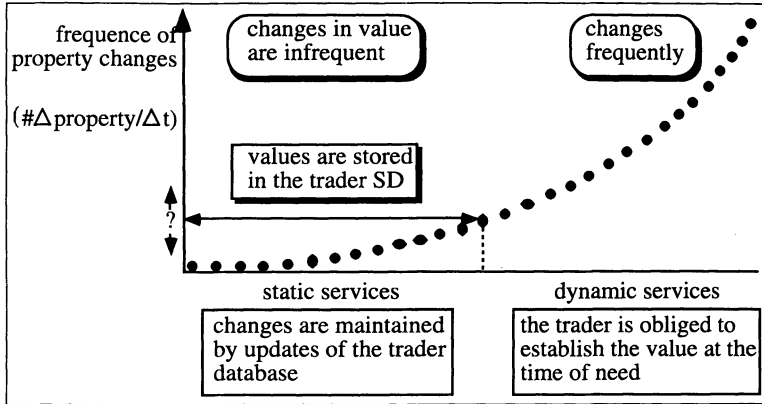 frequence of
property changes
(#Δproperty/Δt)
changes in value
are infrequent
changes
frequently
values are stored
in the trader SD
?
static services
dynamic services
changes are maintained
by updates of the trader
database
the trader is obliged to
establish the value at the
time of need